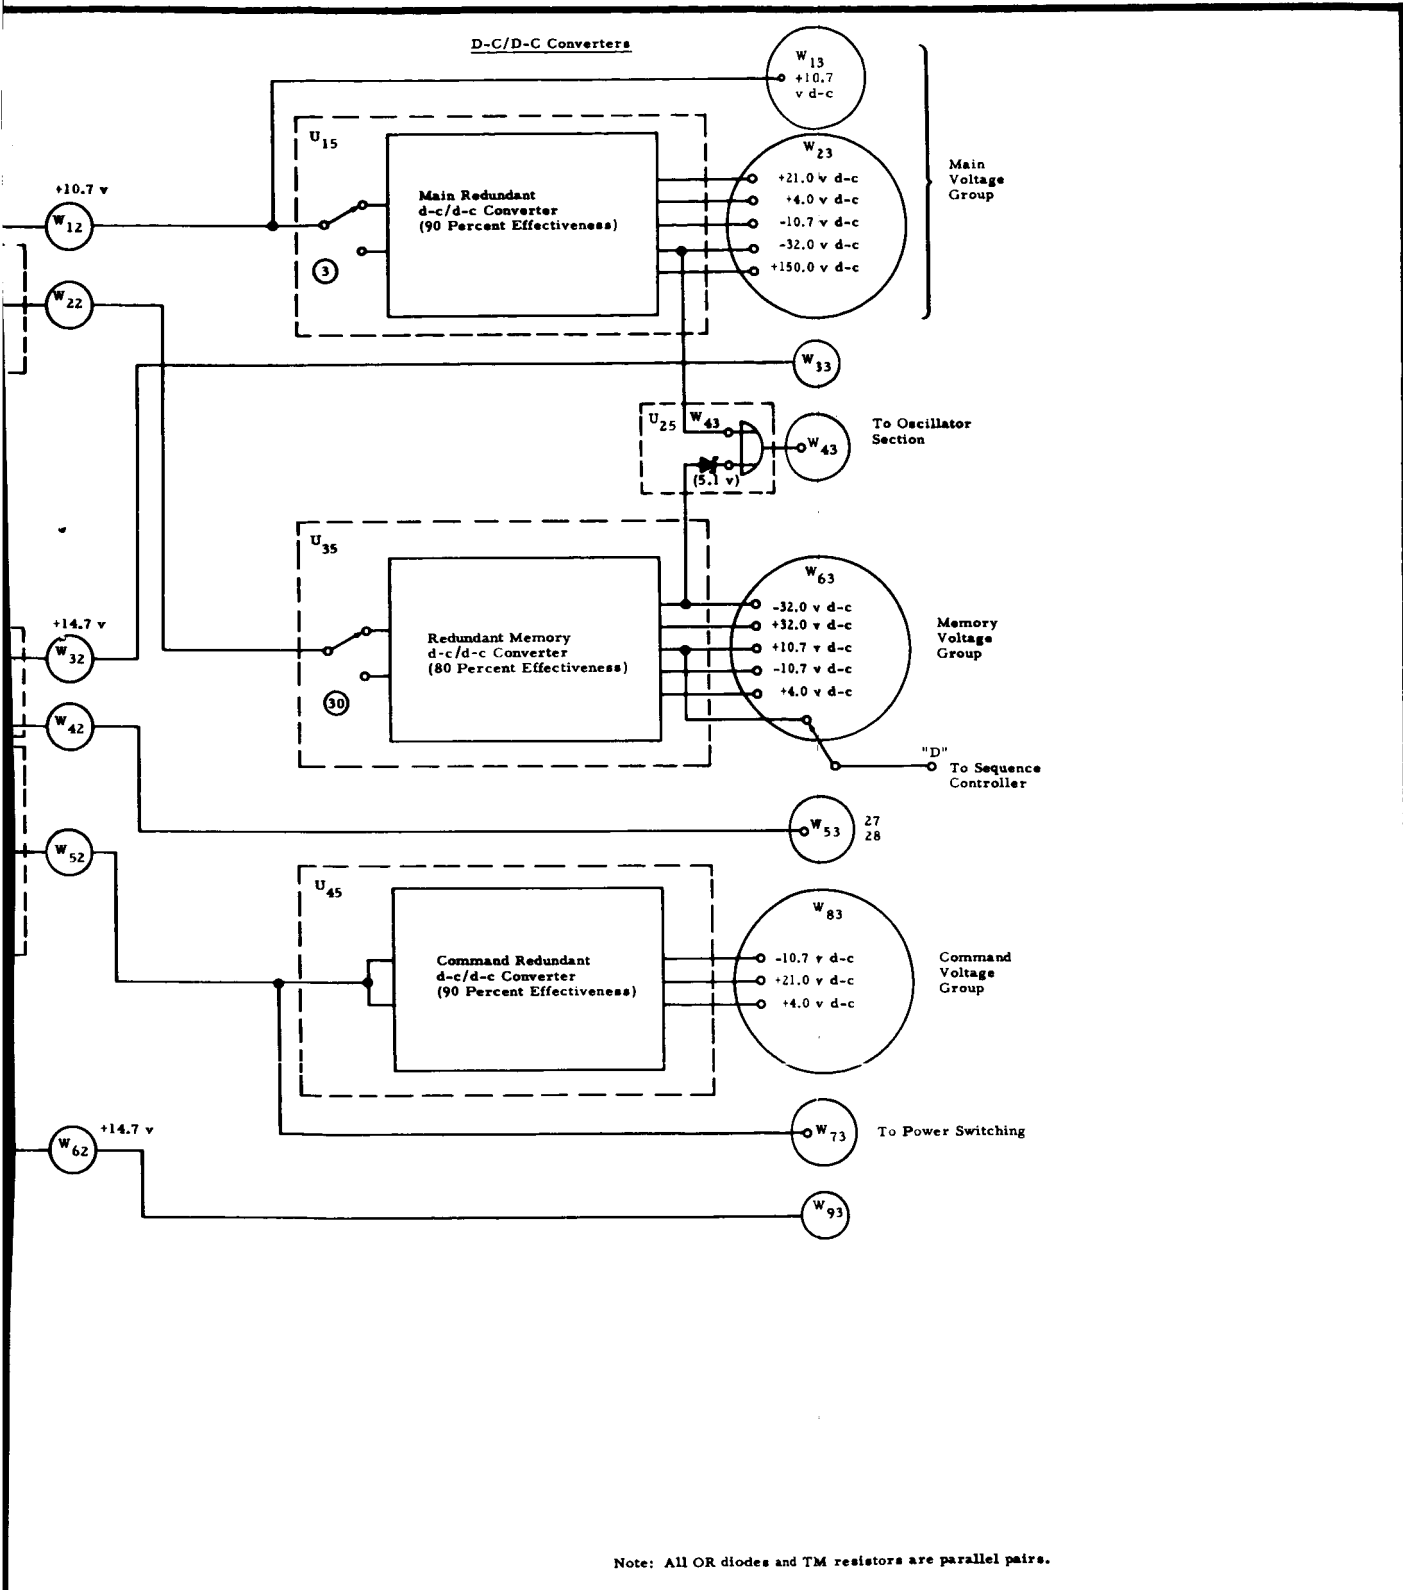 D-C/D-C Converters
W13
+10.7
v d-c
U15
W23
Main
Voltage
Group
+10.7 v
W12
Main Redundant
d-c/d-c Converter
(90 Percent Effectiveness)
+21.0 v d-c
+4.0 v d-c
-10.7 v d-c
-32.0 v d-c
+150.0 v d-c
3
W22
W33
U25
W43
(5.1 v)
W43
To Oscillator
Section
U35
W63
Redundant Memory
d-c/d-c Converter
(80 Percent Effectiveness)
-32.0 v d-c
+32.0 v d-c
+10.7 v d-c
-10.7 v d-c
+4.0 v d-c
Memory
Voltage
Group
+14.7 v
W32
30
W42
"D"
To Sequence
Controller
W53
27
28
W52
U45
W83
Command Redundant
d-c/d-c Converter
(90 Percent Effectiveness)
-10.7 v d-c
+21.0 v d-c
+4.0 v d-c
Command
Voltage
Group
W73
To Power Switching
+14.7 v
W62
W93
Note: All OR diodes and TM resistors are parallel pairs.